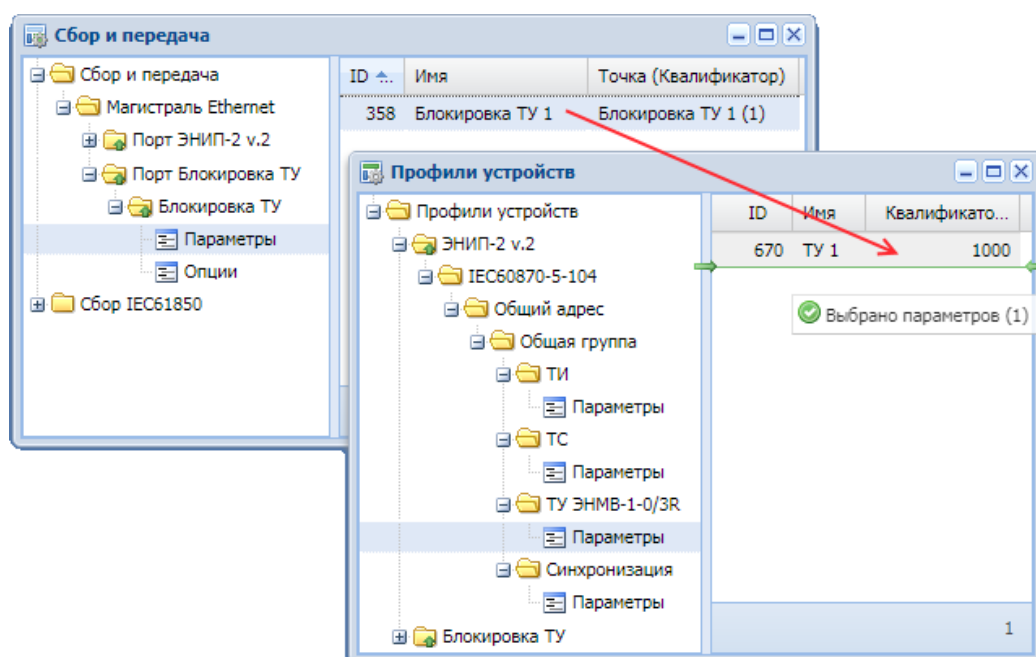 Сбор и передача
Сбор и передача
Магистраль Ethernet
Порт ЭНИП-2 v.2
Порт Блокировка ТУ
Блокировка ТУ
Параметры
Опции
Сбор IEC61850
ID Имя Точка (Квалификатор)
358 Блокировка ТУ 1 Блокировка ТУ 1 (1)
Профили устройств
Профили устройств
ЭНИП-2 v.2
IEC60870-5-104
Общий адрес
Общая группа
ТИ
Параметры
ТС
Параметры
ТУ ЭНМВ-1-0/3R
Параметры
Синхронизация
Параметры
Блокировка ТУ
ID Имя Квалификато...
670 ТУ 1 1000
Выбрано параметров (1)
1